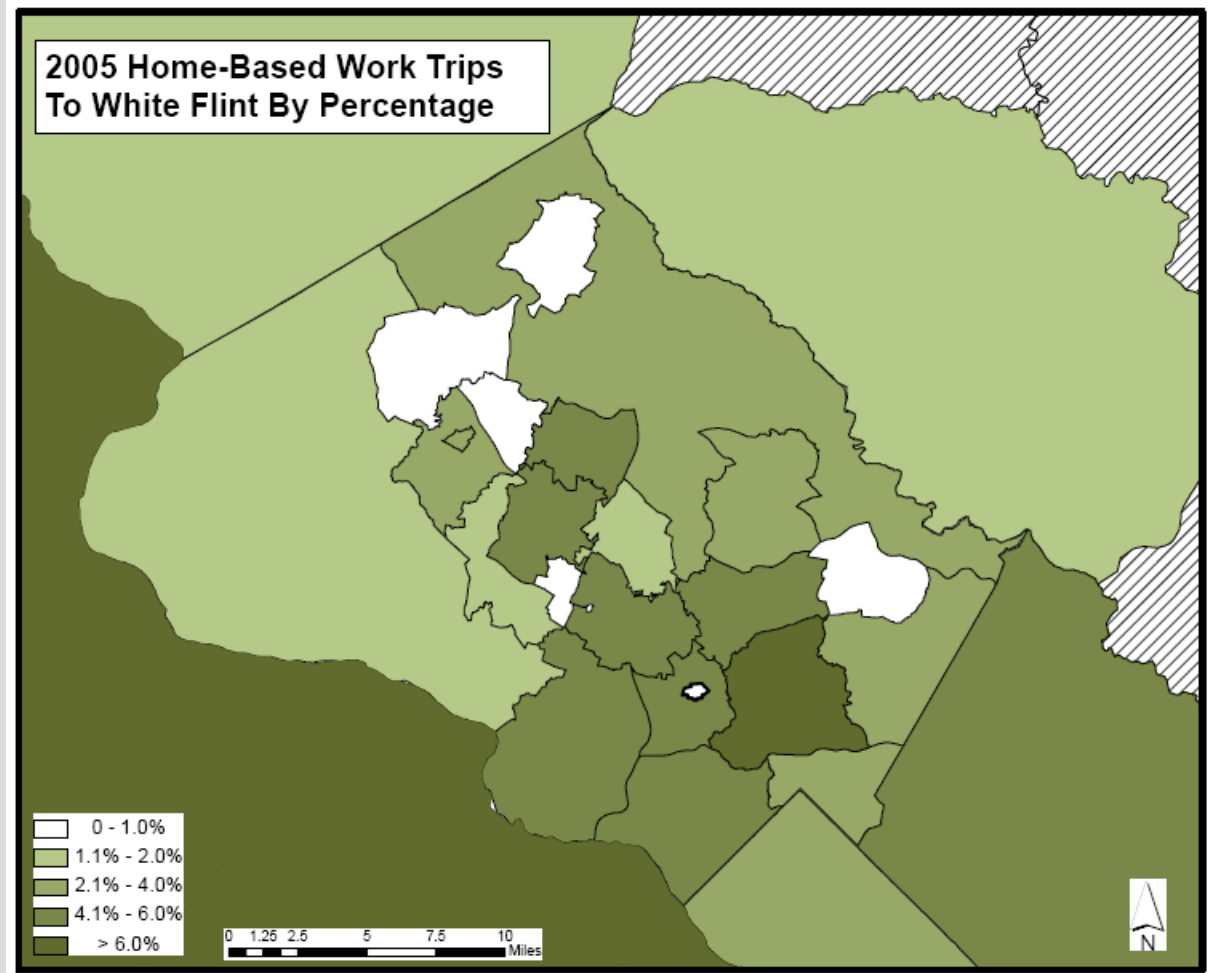 2005 Home-Based Work Trips
To White Flint By Percentage
0 - 1.0%
1.1% - 2.0%
2.1% - 4.0%
4.1% - 6.0%
> 6.0%
0 1.25 2.5 5 7.5 10
Miles
N